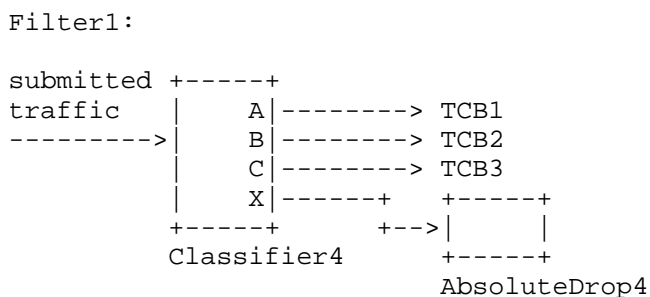 Filter1:
submitted +-----+
traffic   |    A|--------> TCB1
--------->|    B|--------> TCB2
          |    C|--------> TCB3
          |    X|------+   +-----+
          +-----+      +-->|     |
          Classifier4      +-----+
                           AbsoluteDrop4